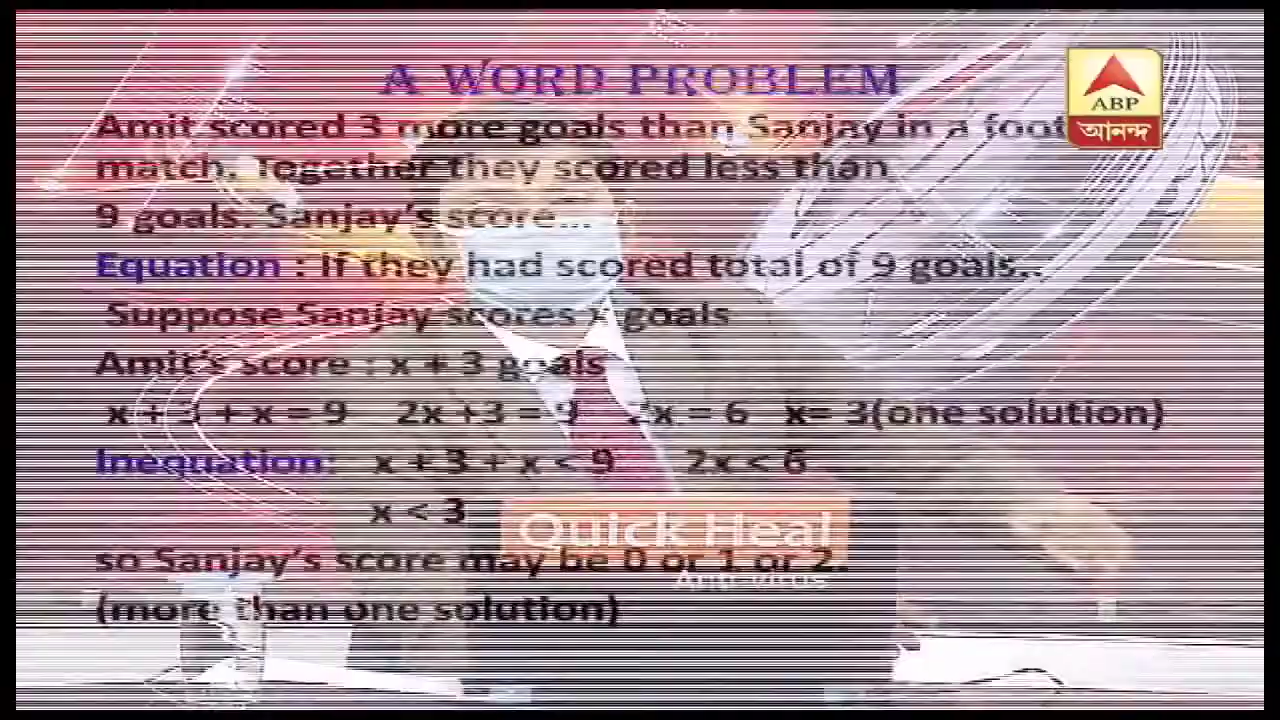 A WORD PROBLEM
ABP
আনন্দ
Amit scored 3 more goals than Sanjay in a foot
match. Together they scored less than
9 goals. Sanjay's score...
Equation : If they had scored total of 9 goals..
Suppose Sanjay scores x goals
Amit's score : x + 3 goals
x + 3 + x = 9 2x +3 = 9 2x = 6 x= 3(one solution)
Inequation: x + 3 + x < 9 2x < 6
x < 3
Quick Heal
so Sanjay's score may be 0 or 1 or 2.
Anti-Virus
(more than one solution)